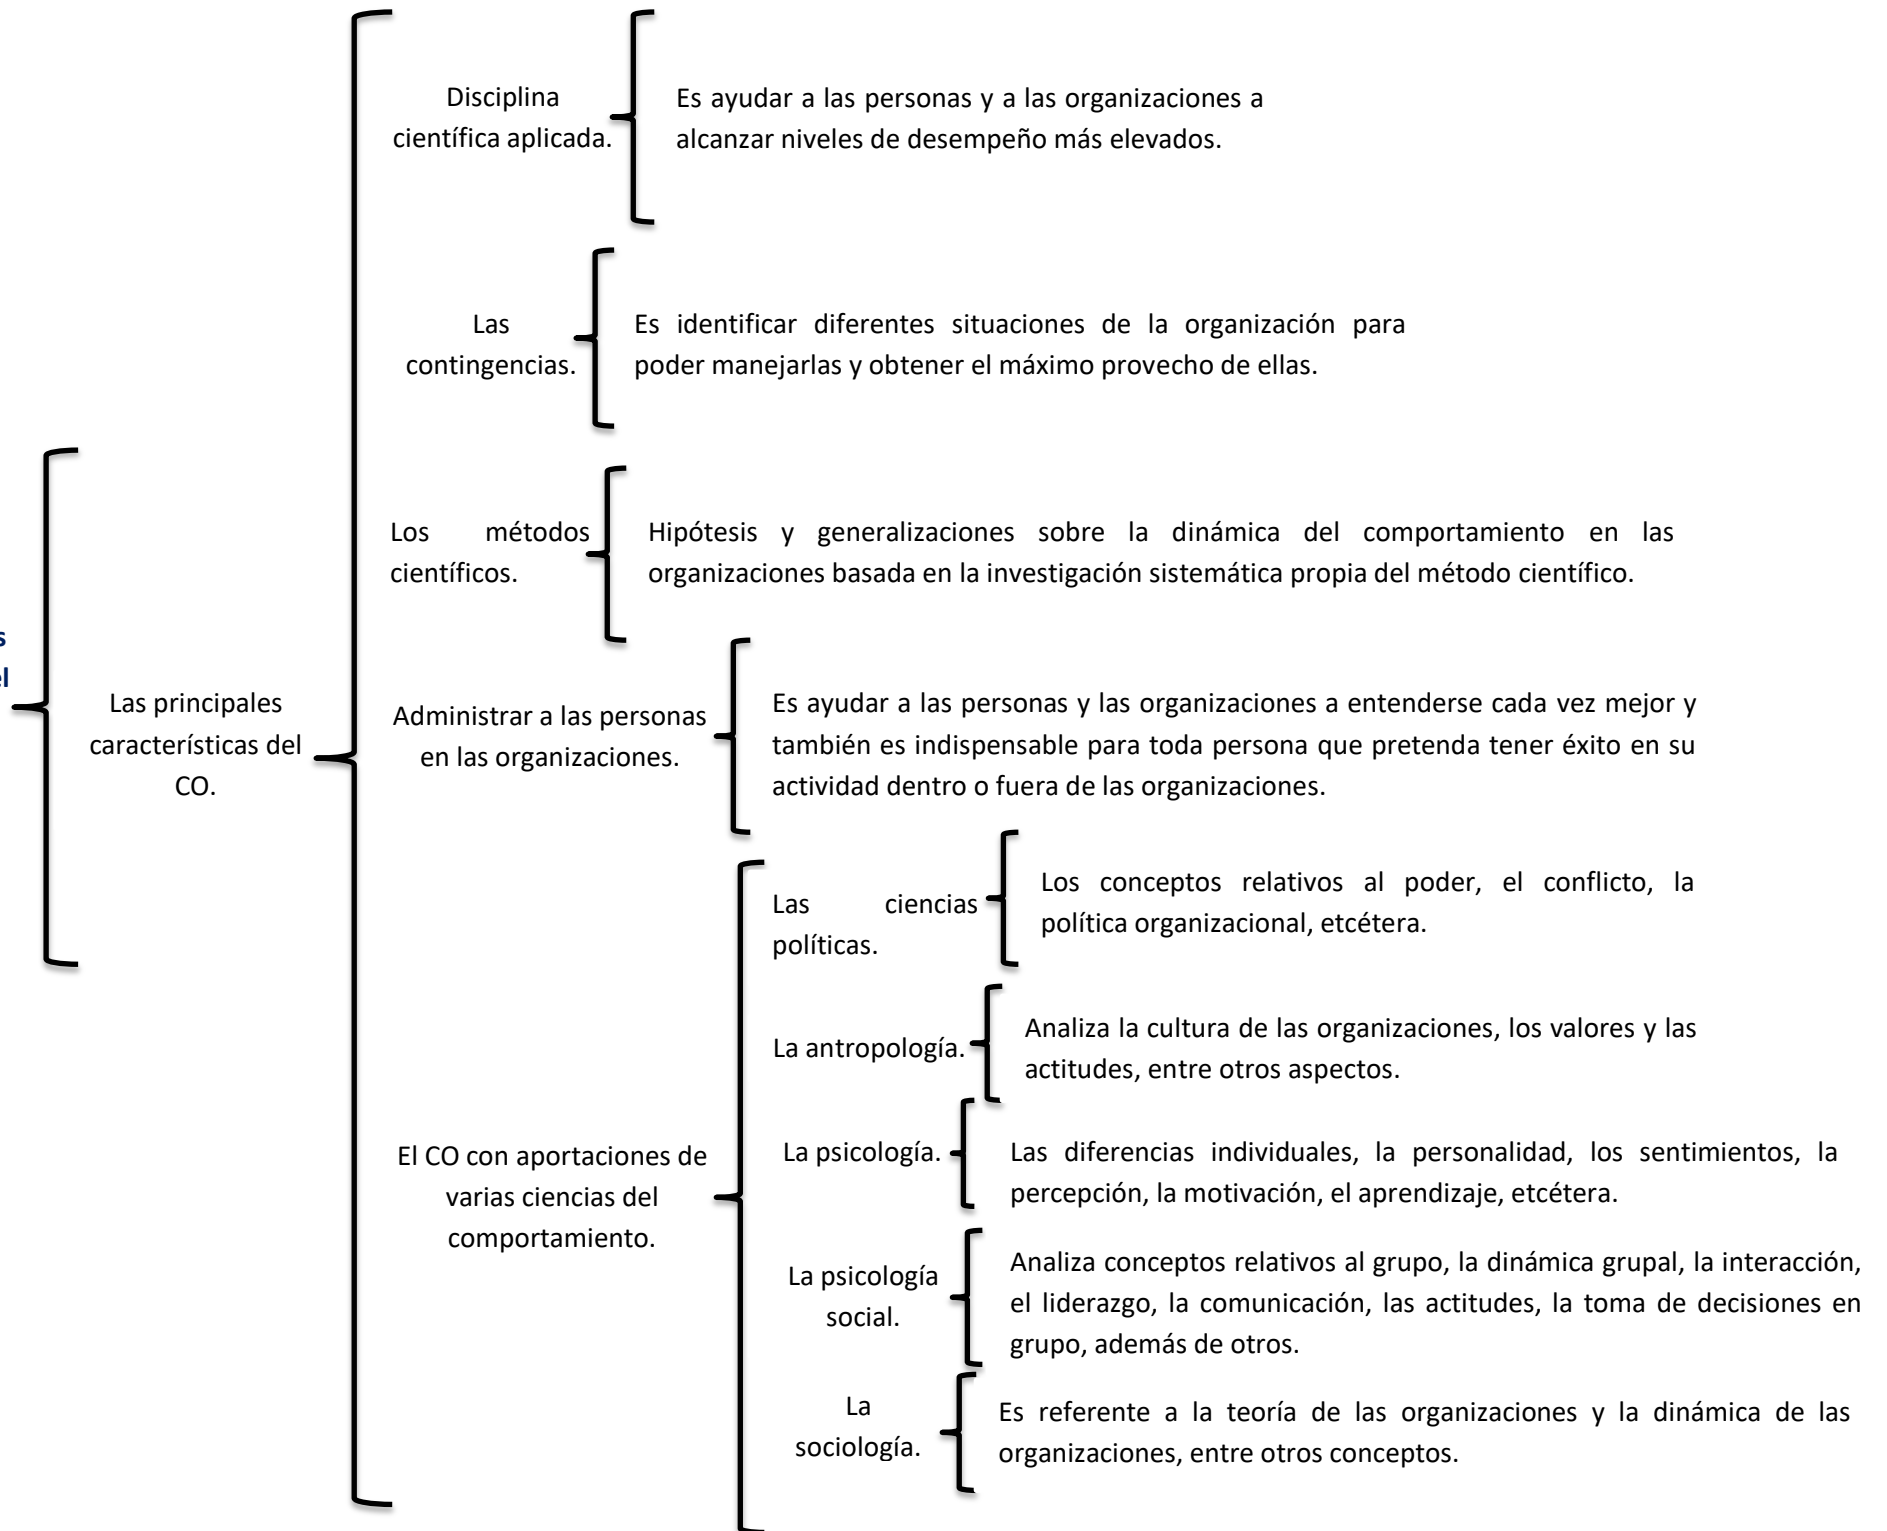 Disciplina
científica aplicada.
Es ayudar a las personas y a las organizaciones a
alcanzar niveles de desempeño más elevados.
Las
contingencias.
Es identificar diferentes situaciones de la organización para
poder manejarlas y obtener el máximo provecho de ellas.
Los métodos
científicos.
Hipótesis y generalizaciones sobre la dinámica del comportamiento en las
organizaciones basada en la investigación sistemática propia del método científico.
Las principales
características del
CO.
Administrar a las personas
en las organizaciones.
Es ayudar a las personas y las organizaciones a entenderse cada vez mejor y
también es indispensable para toda persona que pretenda tener éxito en su
actividad dentro o fuera de las organizaciones.
El CO con aportaciones de
varias ciencias del
comportamiento.
Las ciencias
políticas.
Los conceptos relativos al poder, el conflicto, la
política organizacional, etcétera.
La antropología.
Analiza la cultura de las organizaciones, los valores y las
actitudes, entre otros aspectos.
La psicología.
Las diferencias individuales, la personalidad, los sentimientos, la
percepción, la motivación, el aprendizaje, etcétera.
La psicología
social.
Analiza conceptos relativos al grupo, la dinámica grupal, la interacción,
el liderazgo, la comunicación, las actitudes, la toma de decisiones en
grupo, además de otros.
La
sociología.
Es referente a la teoría de las organizaciones y la dinámica de las
organizaciones, entre otros conceptos.